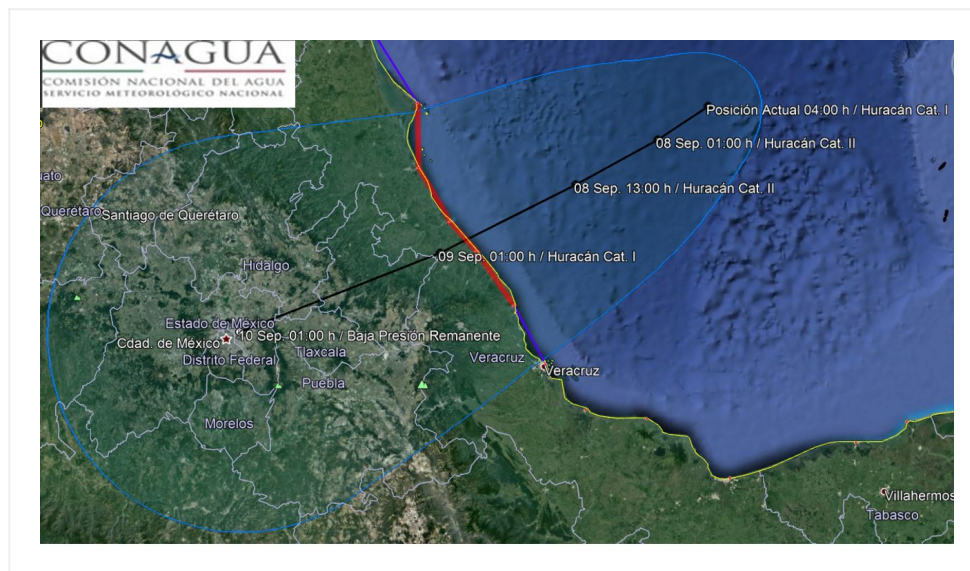 CONAGUA
COMISIÓN NACIONAL DEL AGUA
SERVICIO METEOROLÓGICO NACIONAL
Posición Actual 04:00 h / Huracán Cat. I
08 Sep. 01:00 h / Huracán Cat. II
08 Sep. 13:00 h / Huracán Cat. II
uato
Querétaro
Santiago de Querétaro
09 Sep. 01:00 h / Huracán Cat. I
Hidalgo
Estado de México
10 Sep. 01:00 h / Baja Presión Remanente
Cdad. de México
Distrito Federal
Tlaxcala
Veracruz
Veracruz
Puebla
Morelos
Villahermos
Tabasco